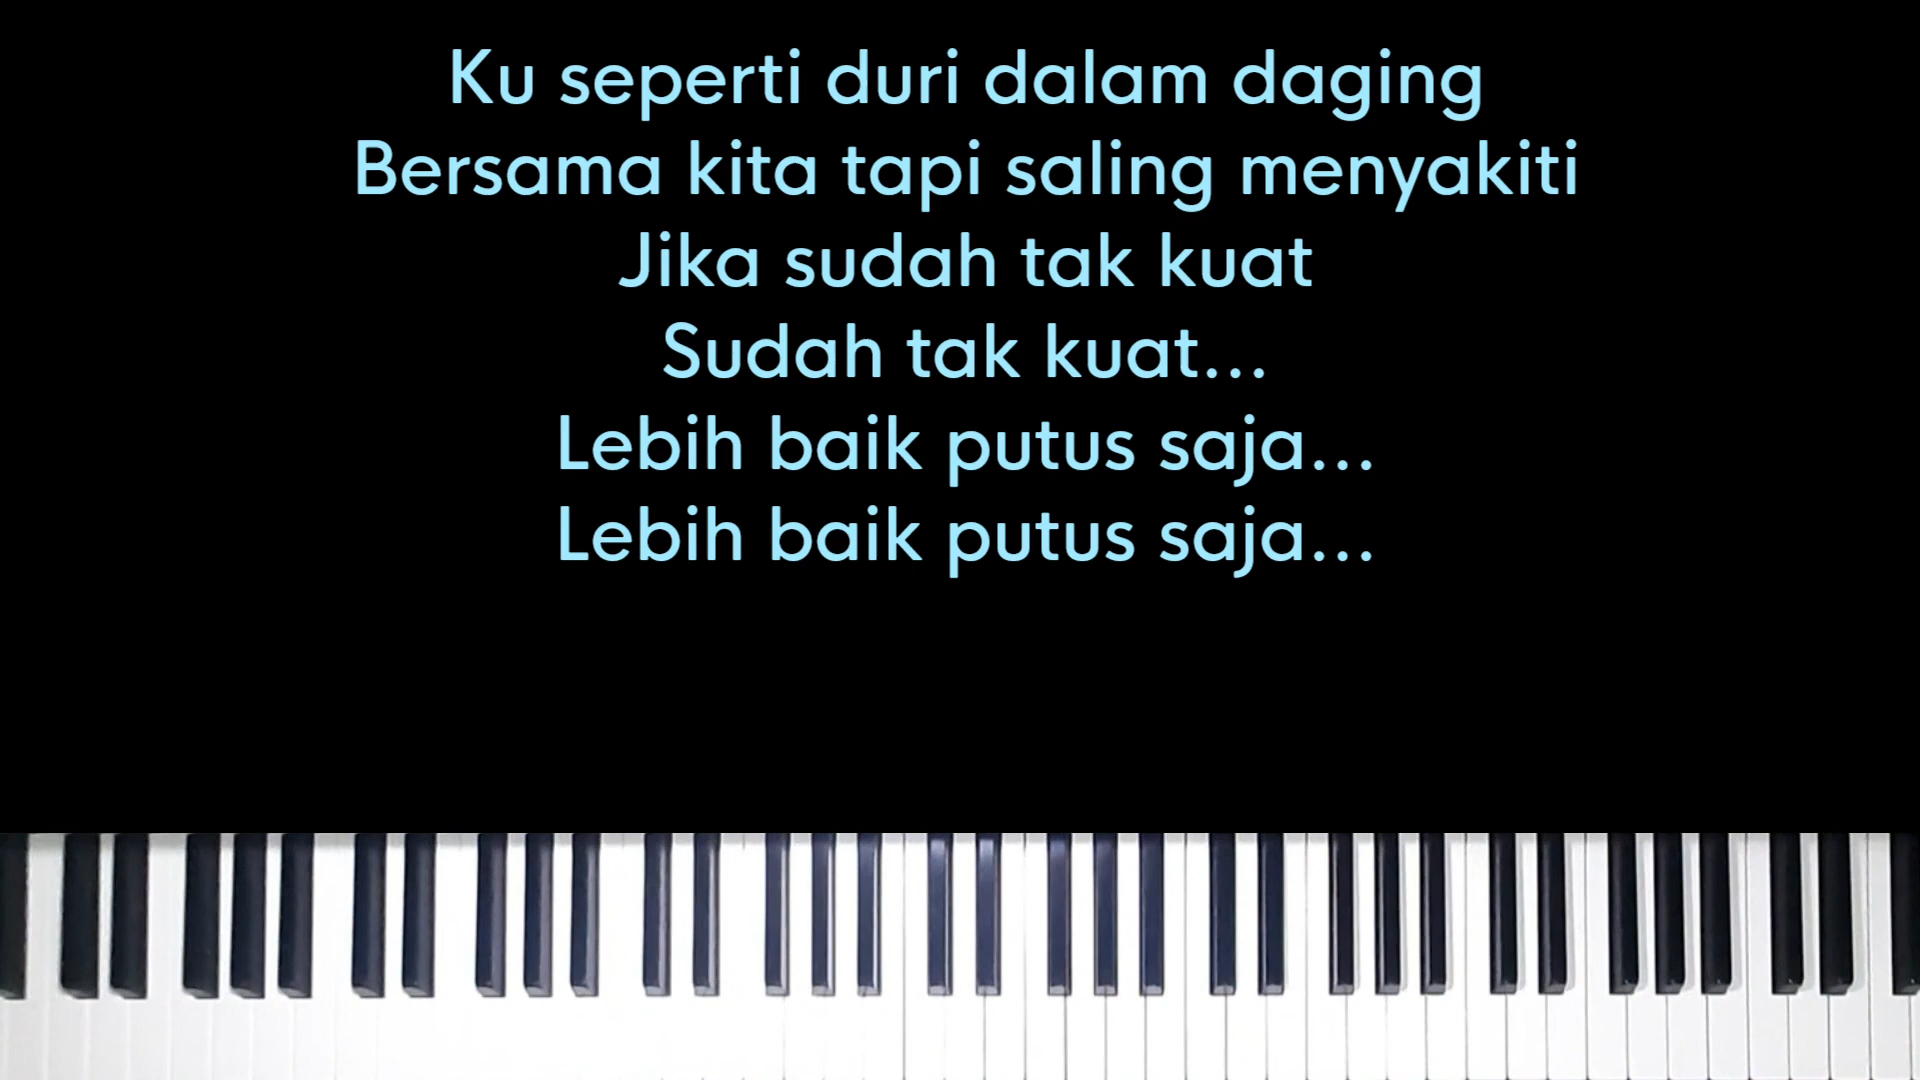 Ku seperti duri dalam daging
Bersama kita tapi saling menyakiti
Jika sudah tak kuat
Sudah tak kuat...
Lebih baik putus saja...
Lebih baik putus saja...